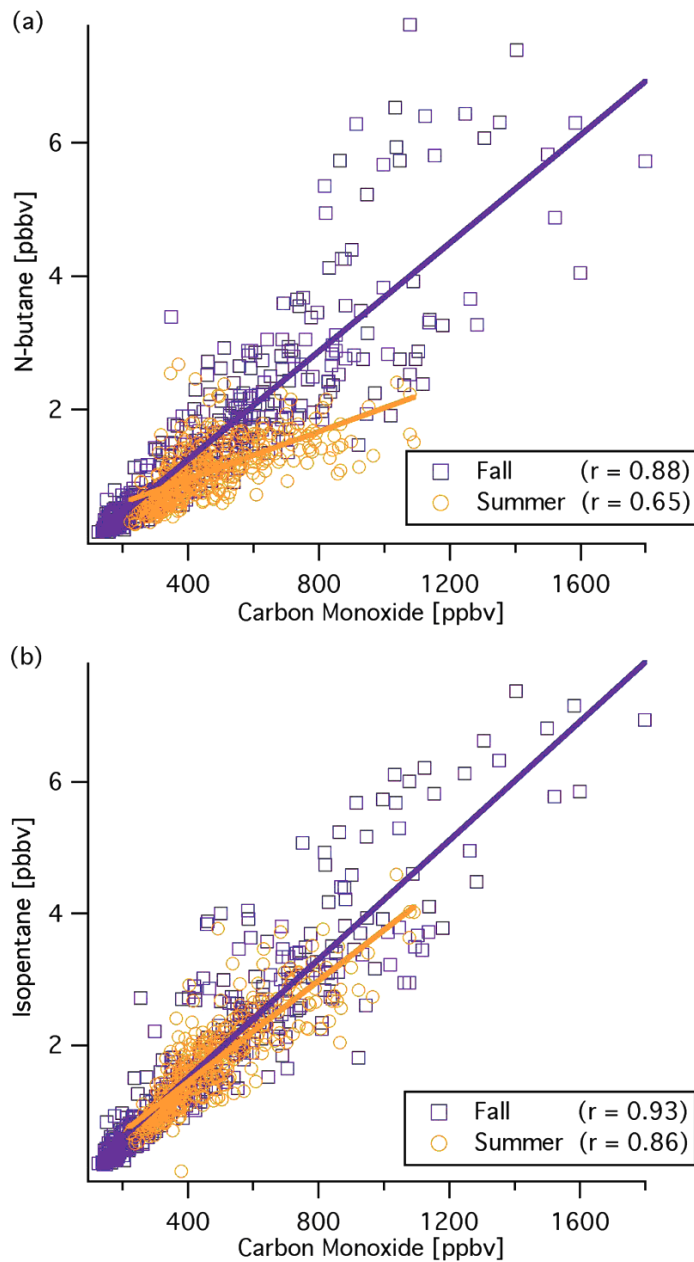 (a)
N-butane [pbbv]
6
4
2
Fall (r = 0.88)
Summer (r = 0.65)
400 800 1200 1600
Carbon Monoxide [ppbv]
(b)
Isopentane [pbbv]
6
4
2
Fall (r = 0.93)
Summer (r = 0.86)
400 800 1200 1600
Carbon Monoxide [ppbv]